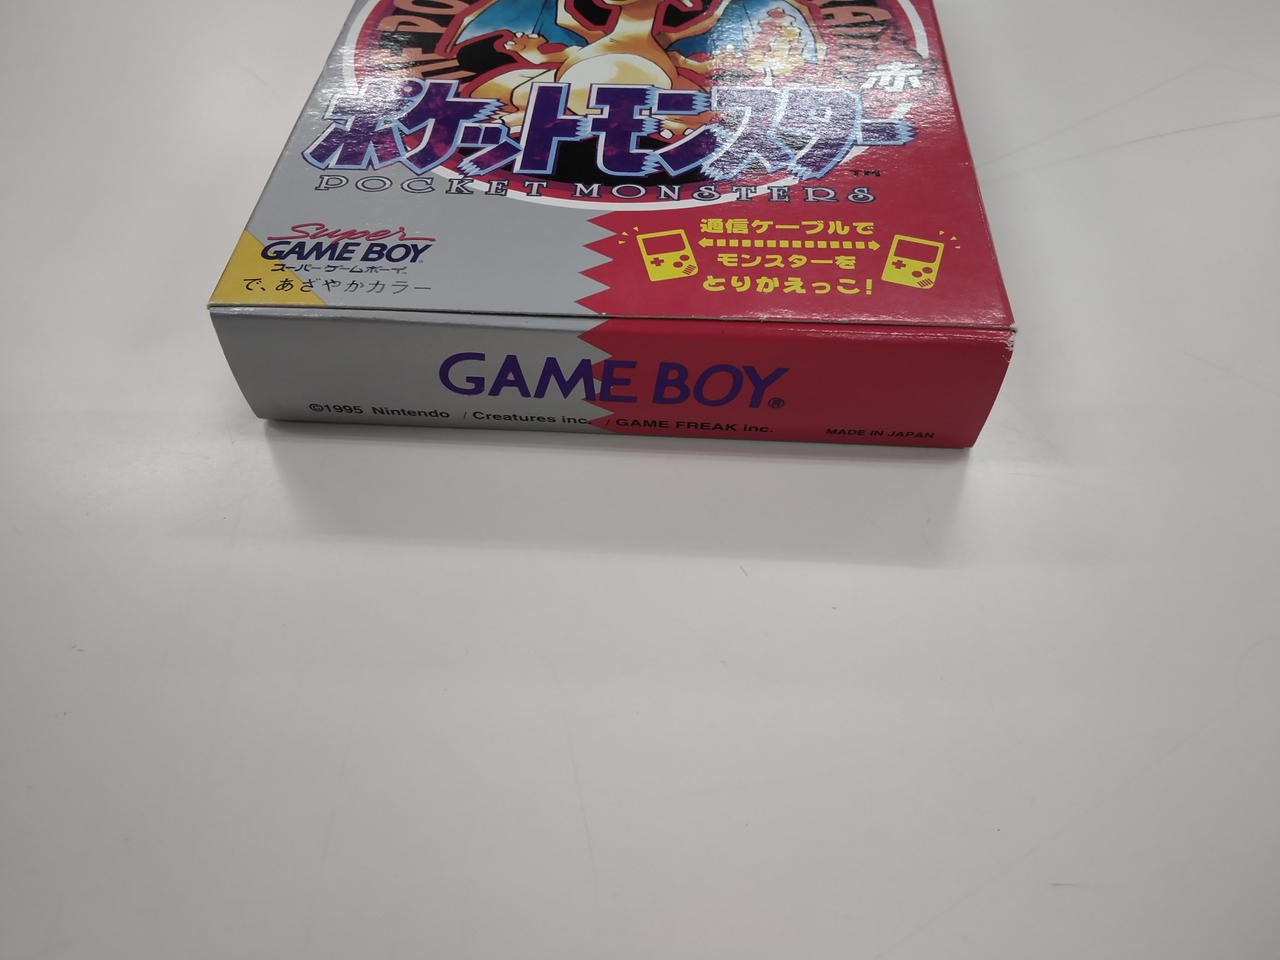 赤
ポケットモンスター
TM
POCKET MONSTERS
Super
GAME BOY
スーパーゲームボーイ
で、あざやかカラー
通信ケーブルで
モンスターを
とりかえっこ!
GAME BOY®
©1995 Nintendo / Creatures inc. / GAME FREAK inc.
MADE IN JAPAN